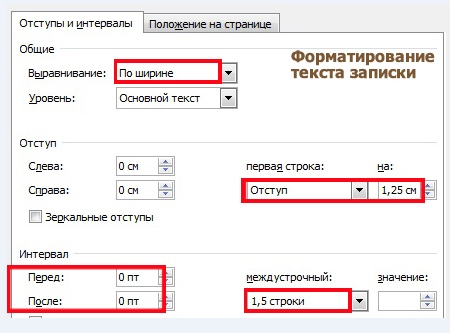 Отступы и интервалы Положение на странице
Общие
Форматирование
текста записки
Выравнивание: По ширине
Уровень: Основной текст
Отступ
Слева: 0 см первая строка: на:
Справа: 0 см Отступ 1,25 см
Зеркальные отступы
Интервал
Перед: 0 пт междустрочный: значение:
После: 0 пт 1,5 строки